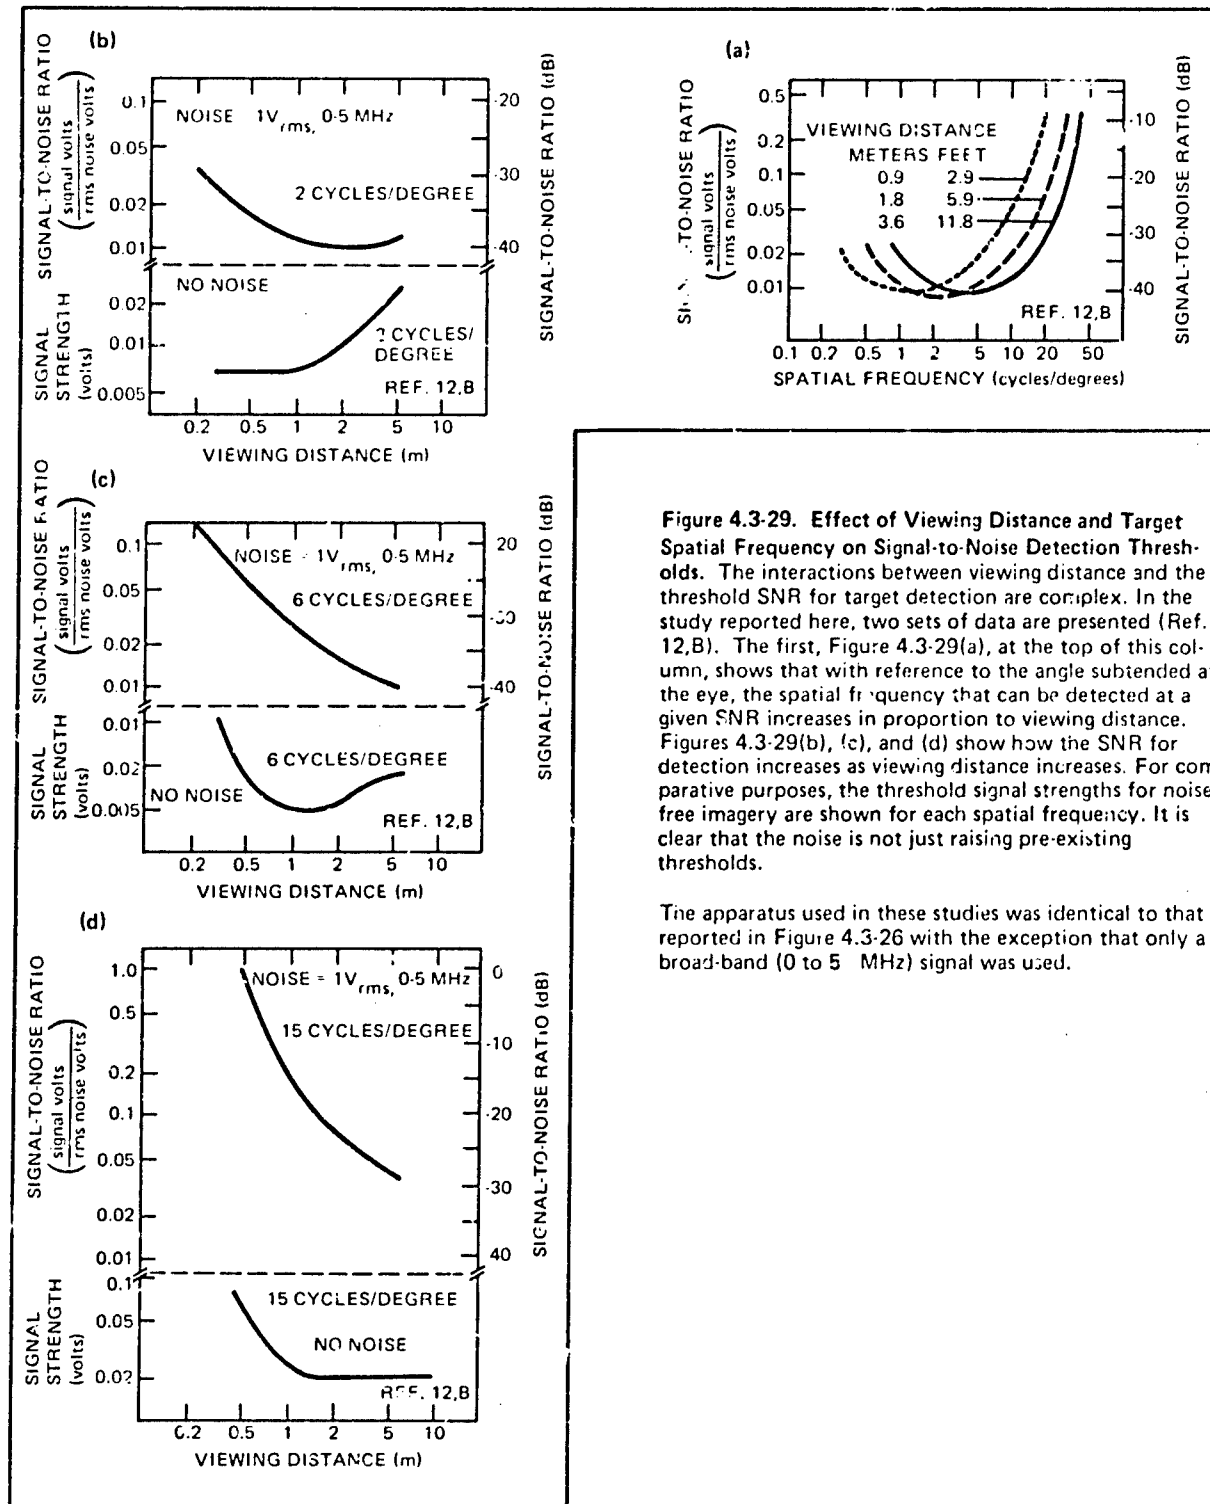 (b)
SIGNAL-TO-NOISE RATIO
(signal volts / rms noise volts)
0.1
0.05
0.02
0.01
NOISE 1V rms, 0-5 MHz
2 CYCLES/DEGREE
-20
-30
-40
SIGNAL-TO-NOISE RATIO (dB)
NO NOISE
CYCLES/
DEGREE
REF. 12,B
SIGNAL
STRENGTH
(volts)
0.02
0.01
0.005
0.2 0.5 1 2 5 10
VIEWING DISTANCE (m)
(a)
-TO-NOISE RATIO
(signal volts / rms noise volts)
0.5
0.2
0.1
0.05
0.02
0.01
VIEWING DISTANCE
METERS FEET
0.9 2.9
1.8 5.9
3.6 11.8
REF. 12,B
-10
-20
-30
-40
SIGNAL-TO-NOISE RATIO (dB)
0.1 0.2 0.5 1 2 5 10 20 50
SPATIAL FREQUENCY (cycles/degrees)
(c)
SIGNAL-TO-NOISE RATIO
(signal volts / rms noise volts)
0.1
0.05
0.02
0.01
NOISE - 1V rms, 0-5 MHz
6 CYCLES/DEGREE
20
-30
-40
SIGNAL-TO-NOISE RATIO (dB)
SIGNAL
STRENGTH
(volts)
0.01
0.02
0.005
6 CYCLES/DEGREE
NO NOISE
REF. 12,B
0.2 0.5 1 2 5 10
VIEWING DISTANCE (m)
(d)
SIGNAL-TO-NOISE RATIO
(signal volts / rms noise volts)
1.0
0.5
0.2
0.1
0.05
0.02
0.01
NOISE = 1V rms, 0-5 MHz
15 CYCLES/DEGREE
0
-10
-20
-30
40
SIGNAL-TO-NOISE RATIO (dB)
SIGNAL
STRENGTH
(volts)
0.1
0.05
0.02
15 CYCLES/DEGREE
NO NOISE
REF. 12,B
0.2 0.5 1 2 5 10
VIEWING DISTANCE (m)
Figure 4.3-29. Effect of Viewing Distance and Target
Spatial Frequency on Signal-to-Noise Detection Thresh-
olds. The interactions between viewing distance and the
threshold SNR for target detection are complex. In the
study reported here, two sets of data are presented (Ref.
12,B). The first, Figure 4.3-29(a), at the top of this col-
umn, shows that with reference to the angle subtended a
the eye, the spatial frequency that can be detected at a
given SNR increases in proportion to viewing distance.
Figures 4.3-29(b), (c), and (d) show how the SNR for
detection increases as viewing distance increases. For com
parative purposes, the threshold signal strengths for noise
free imagery are shown for each spatial frequency. It is
clear that the noise is not just raising pre-existing
thresholds.
The apparatus used in these studies was identical to that
reported in Figure 4.3-26 with the exception that only a
broad-band (0 to 5 MHz) signal was used.